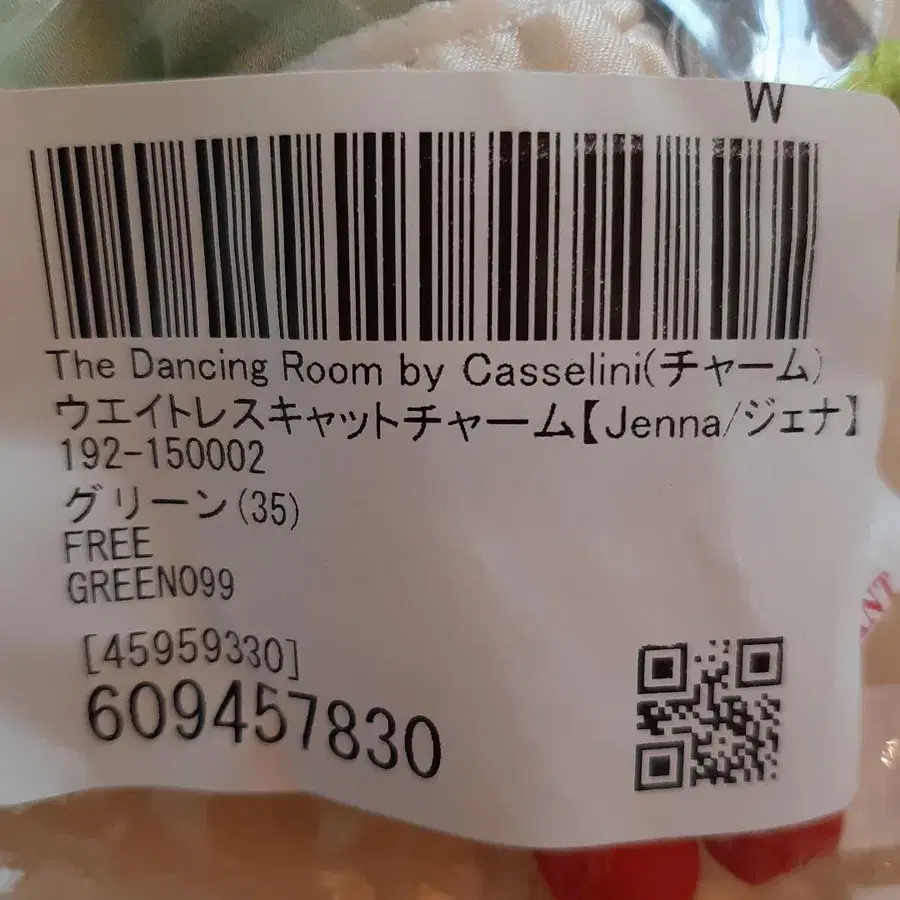 W
The Dancing Room by Casselini(チャーム)
ウエイトレスキャットチャーム【Jenna/ジェナ】
192-150002
グリーン(35)
FREE
GREEN099
[45959330]
609457830